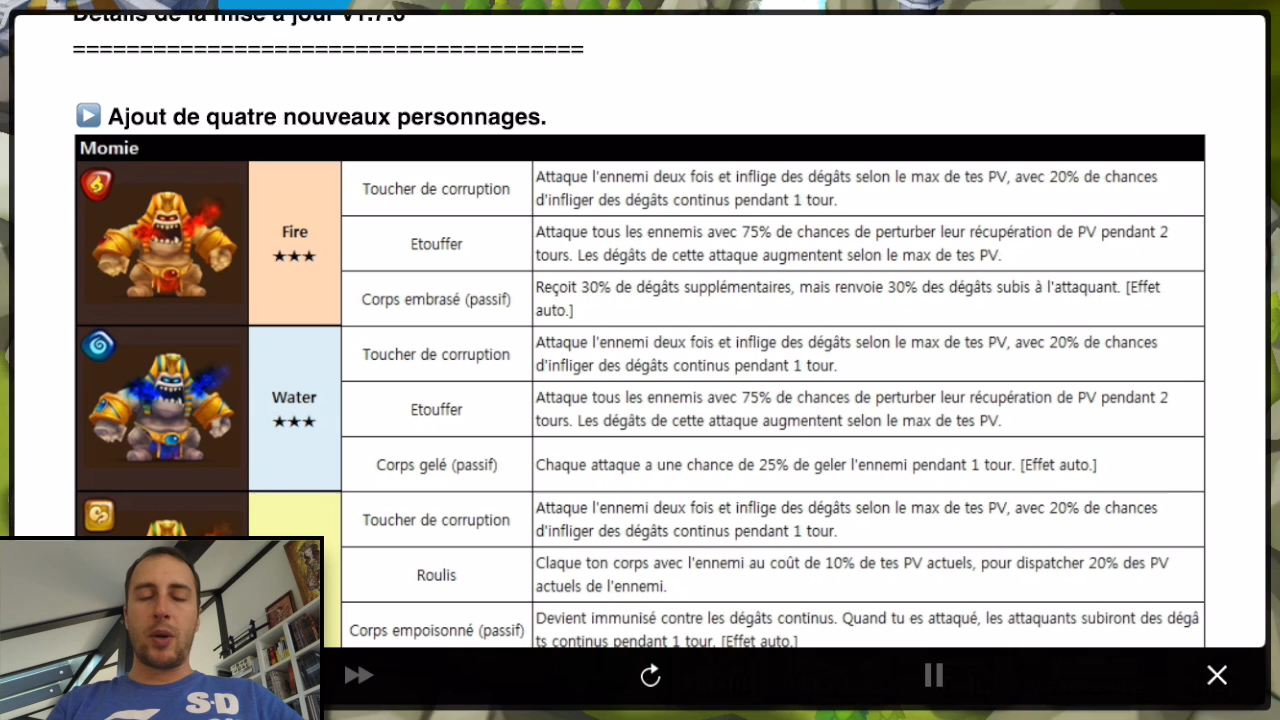 Détails de la mise à jour v1.7.6
======================================
Ajout de quatre nouveaux personnages.
Momie
Fire
★★★
Toucher de corruption
Attaque l'ennemi deux fois et inflige des dégâts selon le max de tes PV, avec 20% de chances
d'infliger des dégâts continus pendant 1 tour.
Etouffer
Attaque tous les ennemis avec 75% de chances de perturber leur récupération de PV pendant 2
tours. Les dégâts de cette attaque augmentent selon le max de tes PV.
Corps embrasé (passif)
Reçoit 30% de dégâts supplémentaires, mais renvoie 30% des dégâts subis à l'attaquant. [Effet
auto.]
Water
★★★
Toucher de corruption
Attaque l'ennemi deux fois et inflige des dégâts selon le max de tes PV, avec 20% de chances
d'infliger des dégâts continus pendant 1 tour.
Etouffer
Attaque tous les ennemis avec 75% de chances de perturber leur récupération de PV pendant 2
tours. Les dégâts de cette attaque augmentent selon le max de tes PV.
Corps gelé (passif)
Chaque attaque a une chance de 25% de geler l'ennemi pendant 1 tour. [Effet auto.]
Toucher de corruption
Attaque l'ennemi deux fois et inflige des dégâts selon le max de tes PV, avec 20% de chances
d'infliger des dégâts continus pendant 1 tour.
Roulis
Claque ton corps avec l'ennemi au coût de 10% de tes PV actuels, pour dispatcher 20% des PV
actuels de l'ennemi.
Corps empoisonné (passif)
Devient immunisé contre les dégâts continus. Quand tu es attaqué, les attaquants subiront des dégâ
ts continus pendant 1 tour. [Effet auto.]
S·D